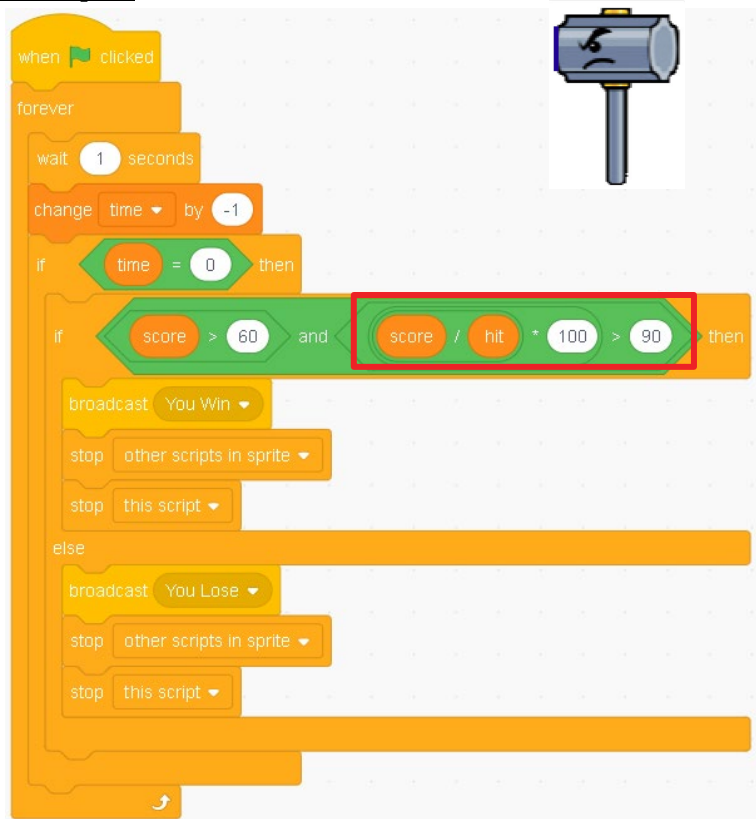 when clicked
forever
wait 1 seconds
change time by -1
if time = 0 then
if score > 60 and score / hit * 100 > 90 then
broadcast You Win
stop other scripts in sprite
stop this script
else
broadcast You Lose
stop other scripts in sprite
stop this script